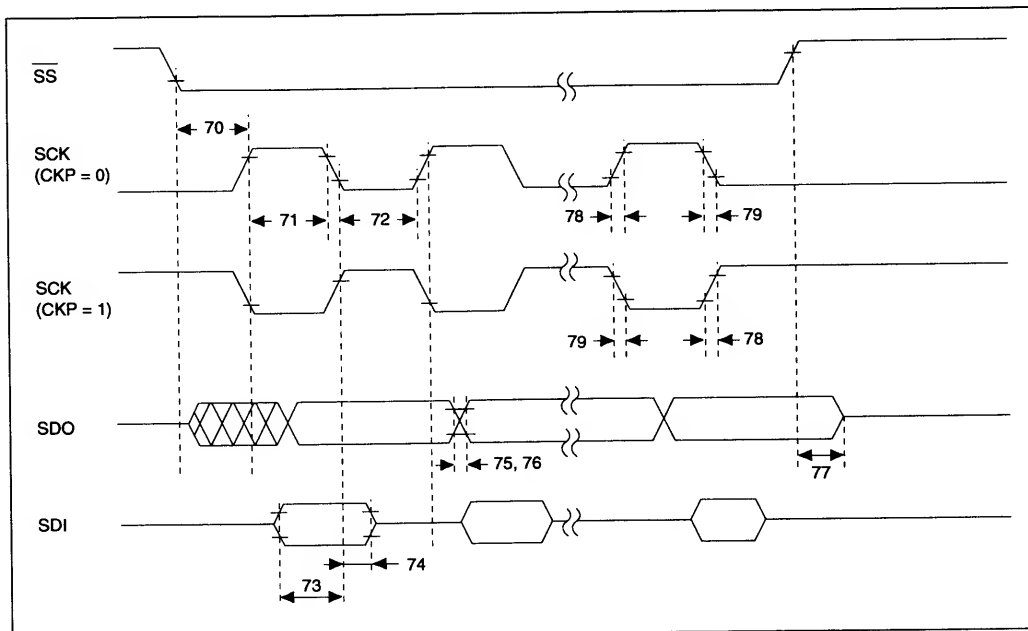 SS
70
SCK
(CKP = 0)
71
72
78
79
SCK
(CKP = 1)
79
78
SDO
75, 76
77
SDI
74
73